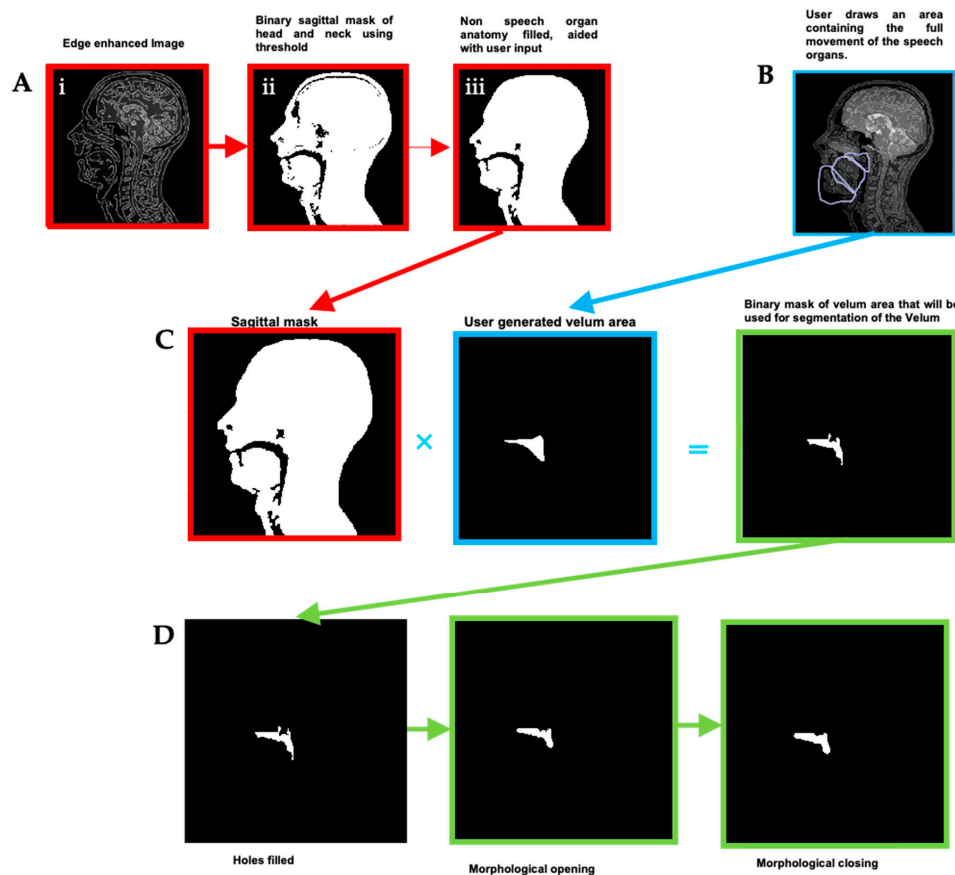 Edge enhanced Image
Binary sagittal mask of
head and neck using
threshold
Non speech organ
anatomy filled, aided
with user input
User draws an area
containing the full
movement of the speech
organs.
A
i
ii
iii
B
Sagittal mask
User generated velum area
Binary mask of velum area that will be
used for segmentation of the Velum
C
×
=
D
Holes filled
Morphological opening
Morphological closing